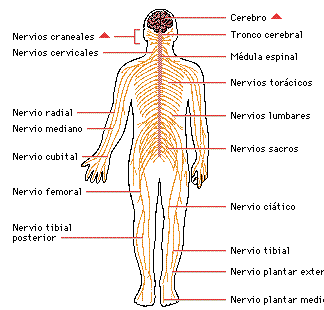 Nervios craneales
Nervios cervicales
Nervio radial
Nervio mediano
Nervio cubital
Nervio femoral
Nervio tibial
posterior
Cerebro
Tronco cerebral
Médula espinal
Nervios torácicos
Nervios lumbares
Nervios sacros
Nervio ciático
Nervio tibial
Nervio plantar exter
Nervio plantar medi